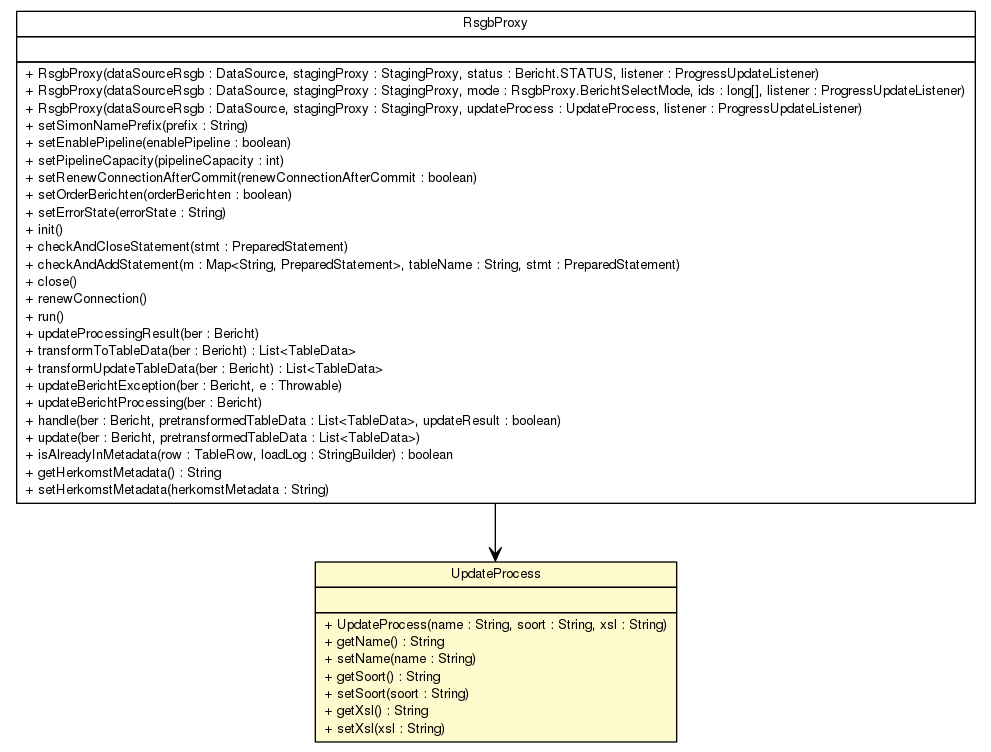 RsgbProxy
+ RsgbProxy(dataSourceRsgb : DataSource, stagingProxy : StagingProxy, status : Bericht.STATUS, listener : ProgressUpdateListener)
+ RsgbProxy(dataSourceRsgb : DataSource, stagingProxy : StagingProxy, mode : RsgbProxy.BerichtSelectMode, ids : long[], listener : ProgressUpdateListener)
+ RsgbProxy(dataSourceRsgb : DataSource, stagingProxy : StagingProxy, updateProcess : UpdateProcess, listener : ProgressUpdateListener)
+ setSimonNamePrefix(prefix : String)
+ setEnablePipeline(enablePipeline : boolean)
+ setPipelineCapacity(pipelineCapacity : int)
+ setRenewConnectionAfterCommit(renewConnectionAfterCommit : boolean)
+ setOrderBerichten(orderBerichten : boolean)
+ setErrorState(errorState : String)
+ init()
+ checkAndCloseStatement(stmt : PreparedStatement)
+ checkAndAddStatement(m : Map<String, PreparedStatement>, tableName : String, stmt : PreparedStatement)
+ close()
+ renewConnection()
+ run()
+ updateProcessingResult(ber : Bericht)
+ transformToTableData(ber : Bericht) : List<TableData>
+ transformUpdateTableData(ber : Bericht) : List<TableData>
+ updateBerichtException(ber : Bericht, e : Throwable)
+ updateBerichtProcessing(ber : Bericht)
+ handle(ber : Bericht, pretransformedTableData : List<TableData>, updateResult : boolean)
+ update(ber : Bericht, pretransformedTableData : List<TableData>)
+ isAlreadyInMetadata(row : TableRow, loadLog : StringBuilder) : boolean
+ getHerkomstMetadata() : String
+ setHerkomstMetadata(herkomstMetadata : String)
UpdateProcess
+ UpdateProcess(name : String, soort : String, xsl : String)
+ getName() : String
+ setName(name : String)
+ getSoort() : String
+ setSoort(soort : String)
+ getXsl() : String
+ setXsl(xsl : String)